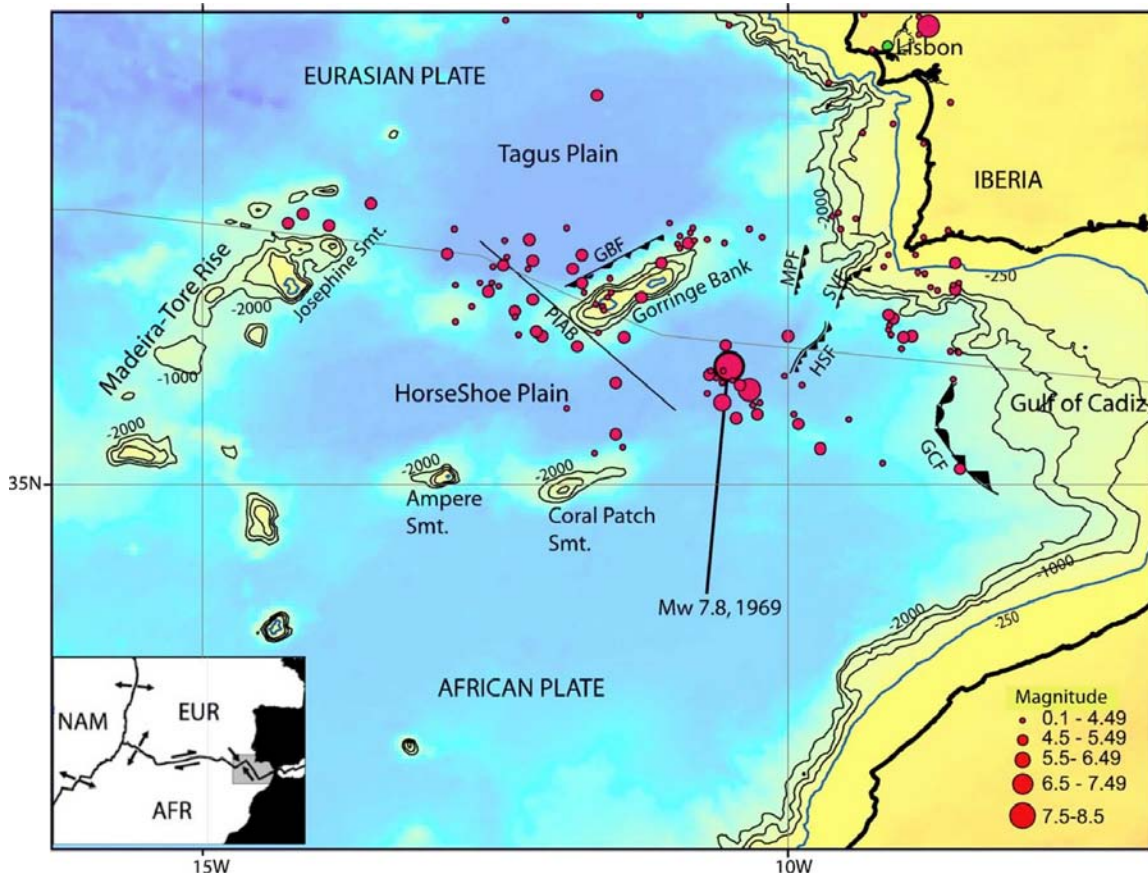 Lisbon
EURASIAN PLATE
Tagus Plain
IBERIA
-2000
GBF
MPF
SVF
-250
Madeira-Tore Rise
Josephine Smt.
-2000
Gorringe Bank
PIAB
HSF
-1000
HorseShoe Plain
Gulf of Cadiz
-2000
GCF
-2000
-2000
35N
Ampere
Smt.
Coral Patch
Smt.
-1000
Mw 7.8, 1969
-2000
-250
AFRICAN PLATE
Magnitude
0.1 - 4.49
4.5 - 5.49
5.5- 6.49
6.5 - 7.49
7.5-8.5
NAM
EUR
AFR
15W
10W